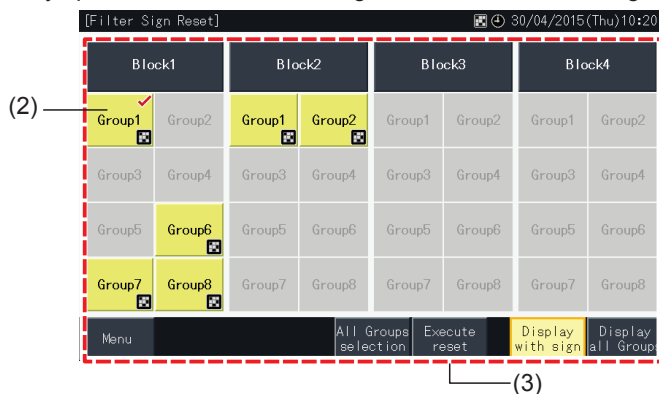 [Filter Sign Reset] 30/04/2015(Thu)10:20
Block1 Block2 Block3 Block4
(2)
Group1 Group2 Group1 Group2 Group1 Group2 Group1 Group2
Group3 Group4 Group3 Group4 Group3 Group4 Group3 Group4
Group5 Group6 Group5 Group6 Group5 Group6 Group5 Group6
Group7 Group8 Group7 Group8 Group7 Group8 Group7 Group8
Menu
All Groups
selection
Execute
reset
Display
with sign
Display
all Group
(3)